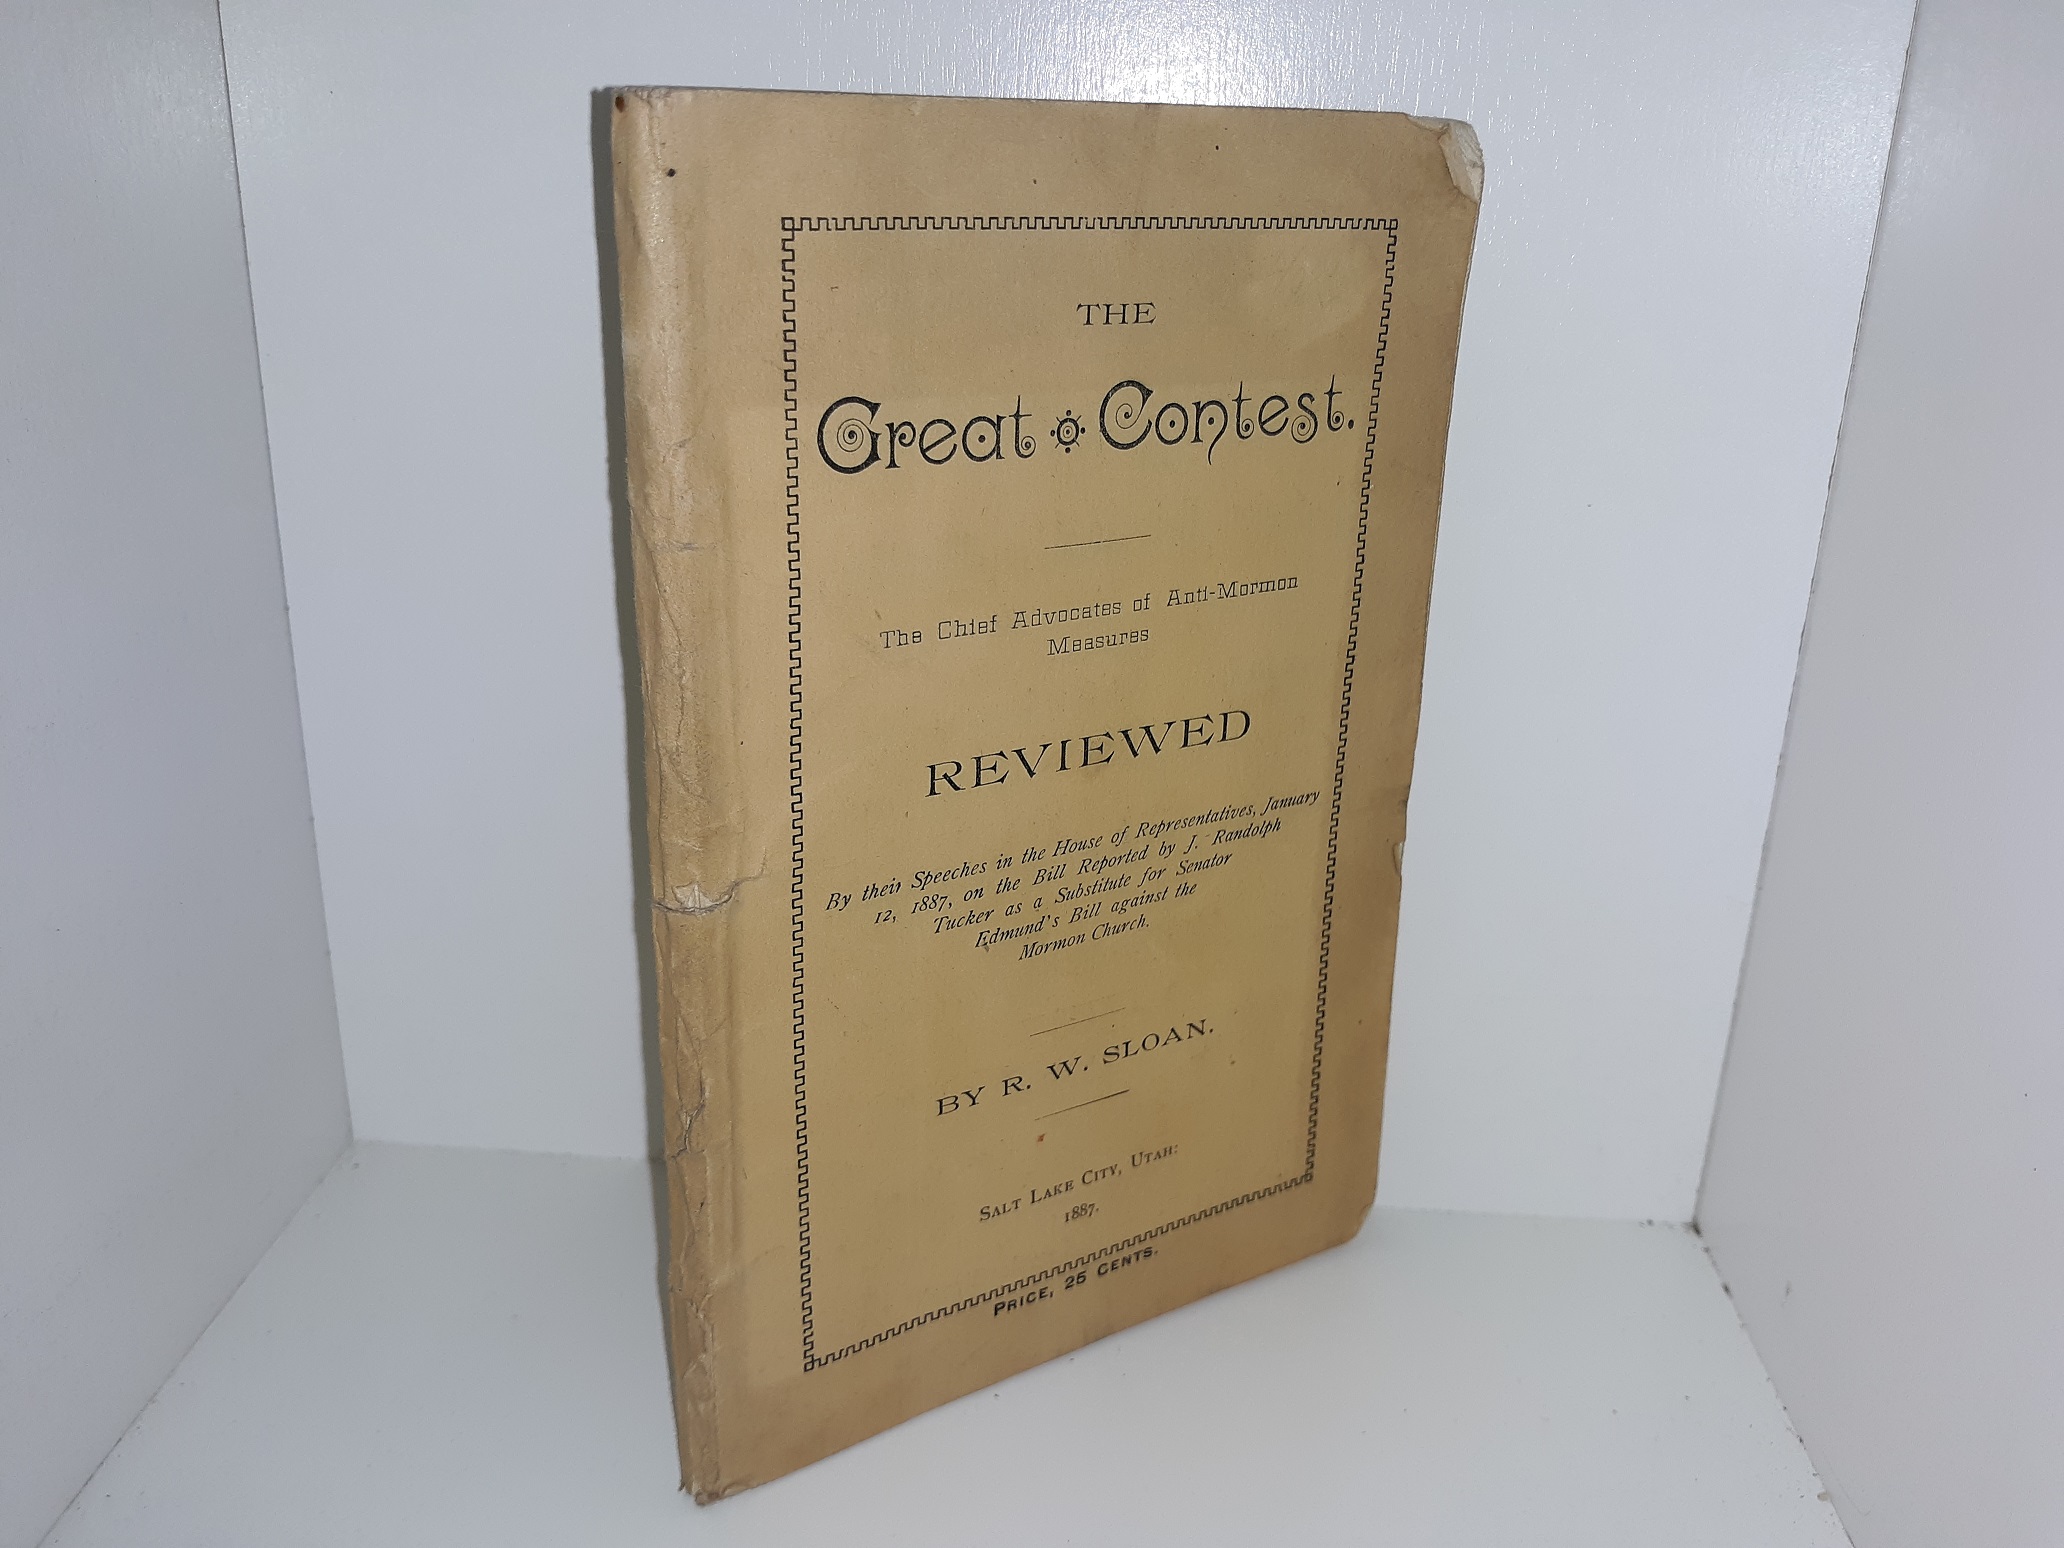 THE
Great Contest.
The Chief Advocates of Anti-Mormon
Measures
REVIEWED
By their Speeches in the House of Representatives, January
12, 1887, on the Bill Reported by J. Randolph
Tucker as a Substitute for Senator
Edmund's Bill against the
Mormon Church.
BY R. W. SLOAN.
SALT LAKE CITY, UTAH:
1887.
PRICE, 25 CENTS.